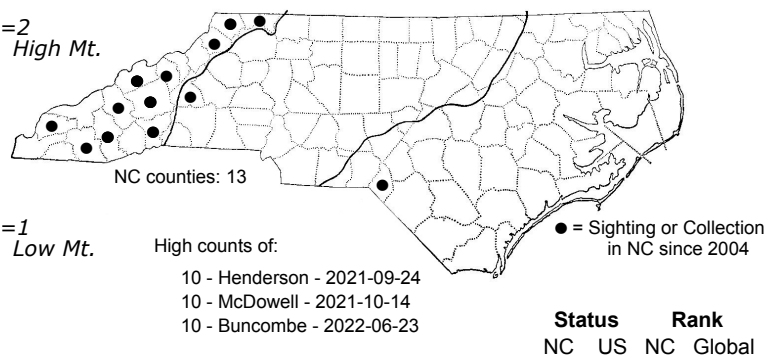 =2
High Mt.
NC counties: 13
=1
Low Mt.
High counts of:
10 - Henderson - 2021-09-24
10 - McDowell - 2021-10-14
10 - Buncombe - 2022-06-23
● = Sighting or Collection
in NC since 2004
Status Rank
NC US NC Global